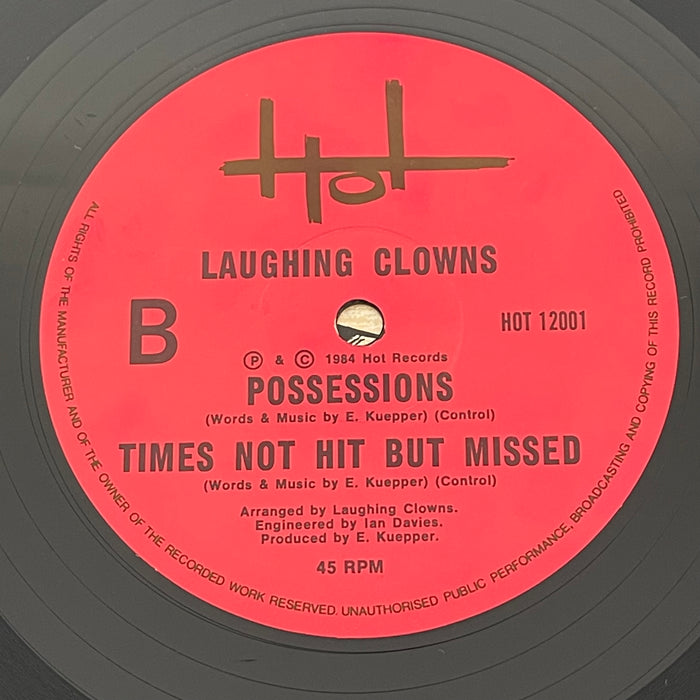 Hot
LAUGHING CLOWNS
B
HOT 12001
Ⓟ & © 1984 Hot Records
POSSESSIONS
(Words & Music by E. Kuepper) (Control)
TIMES NOT HIT BUT MISSED
(Words & Music by E. Kuepper) (Control)
Arranged by Laughing Clowns.
Engineered by Ian Davies.
Produced by E. Kuepper.
45 RPM
ALL RIGHTS OF THE MANUFACTURER AND OF THE OWNER OF THE RECORDED WORK RESERVED. UNAUTHORISED PUBLIC PERFORMANCE, BROADCASTING AND COPYING OF THIS RECORD PROHIBITED